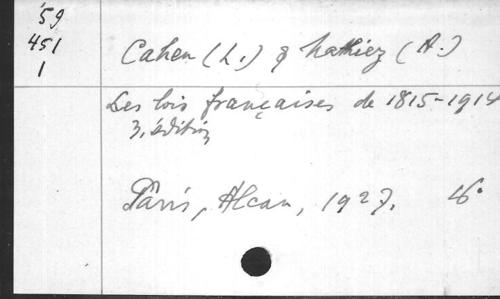 '59
451
1
Cahen (L.) & Mathiez (A.)
Les lois françaises de 1815-1914
3. édition
Paris, Alcan, 1927. 16°